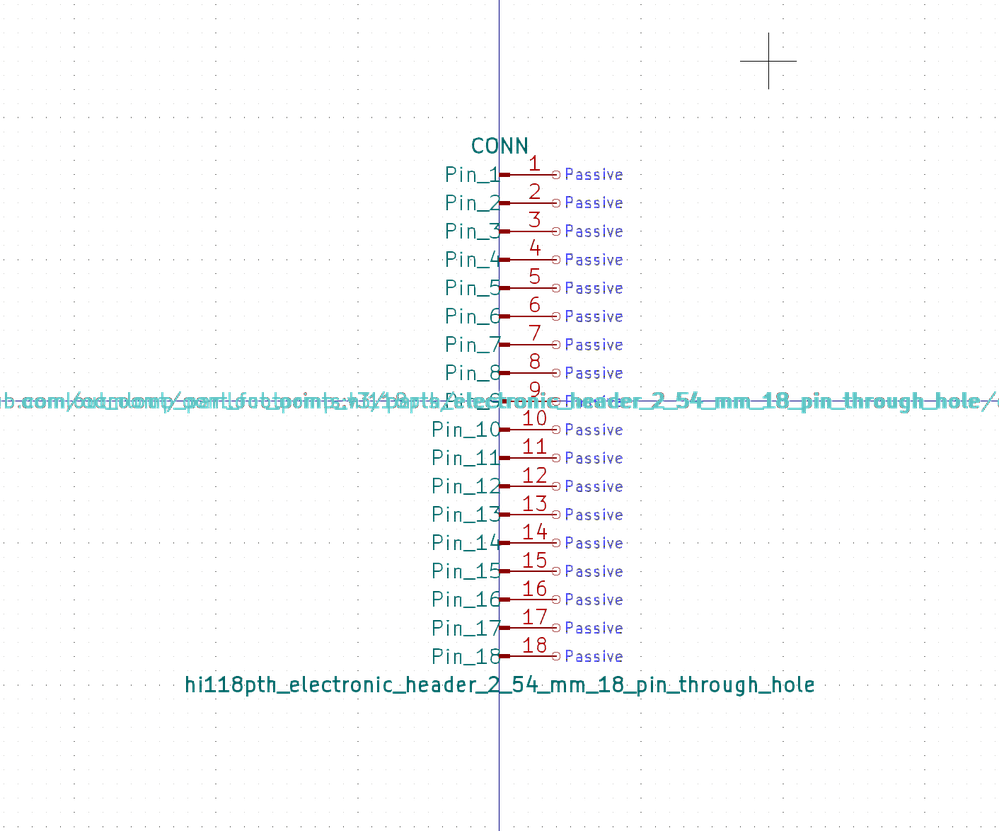 CONN
Pin_1 1 Passive
Pin_2 2 Passive
Pin_3 3 Passive
Pin_4 4 Passive
Pin_5 5 Passive
Pin_6 6 Passive
Pin_7 7 Passive
Pin_8 8 Passive
9
electronic_header_2_54_mm_18_pin_through_hole/
Pin_10 10 Passive
Pin_11 11 Passive
Pin_12 12 Passive
Pin_13 13 Passive
Pin_14 14 Passive
Pin_15 15 Passive
Pin_16 16 Passive
Pin_17 17 Passive
Pin_18 18 Passive
hi118pth_electronic_header_2_54_mm_18_pin_through_hole